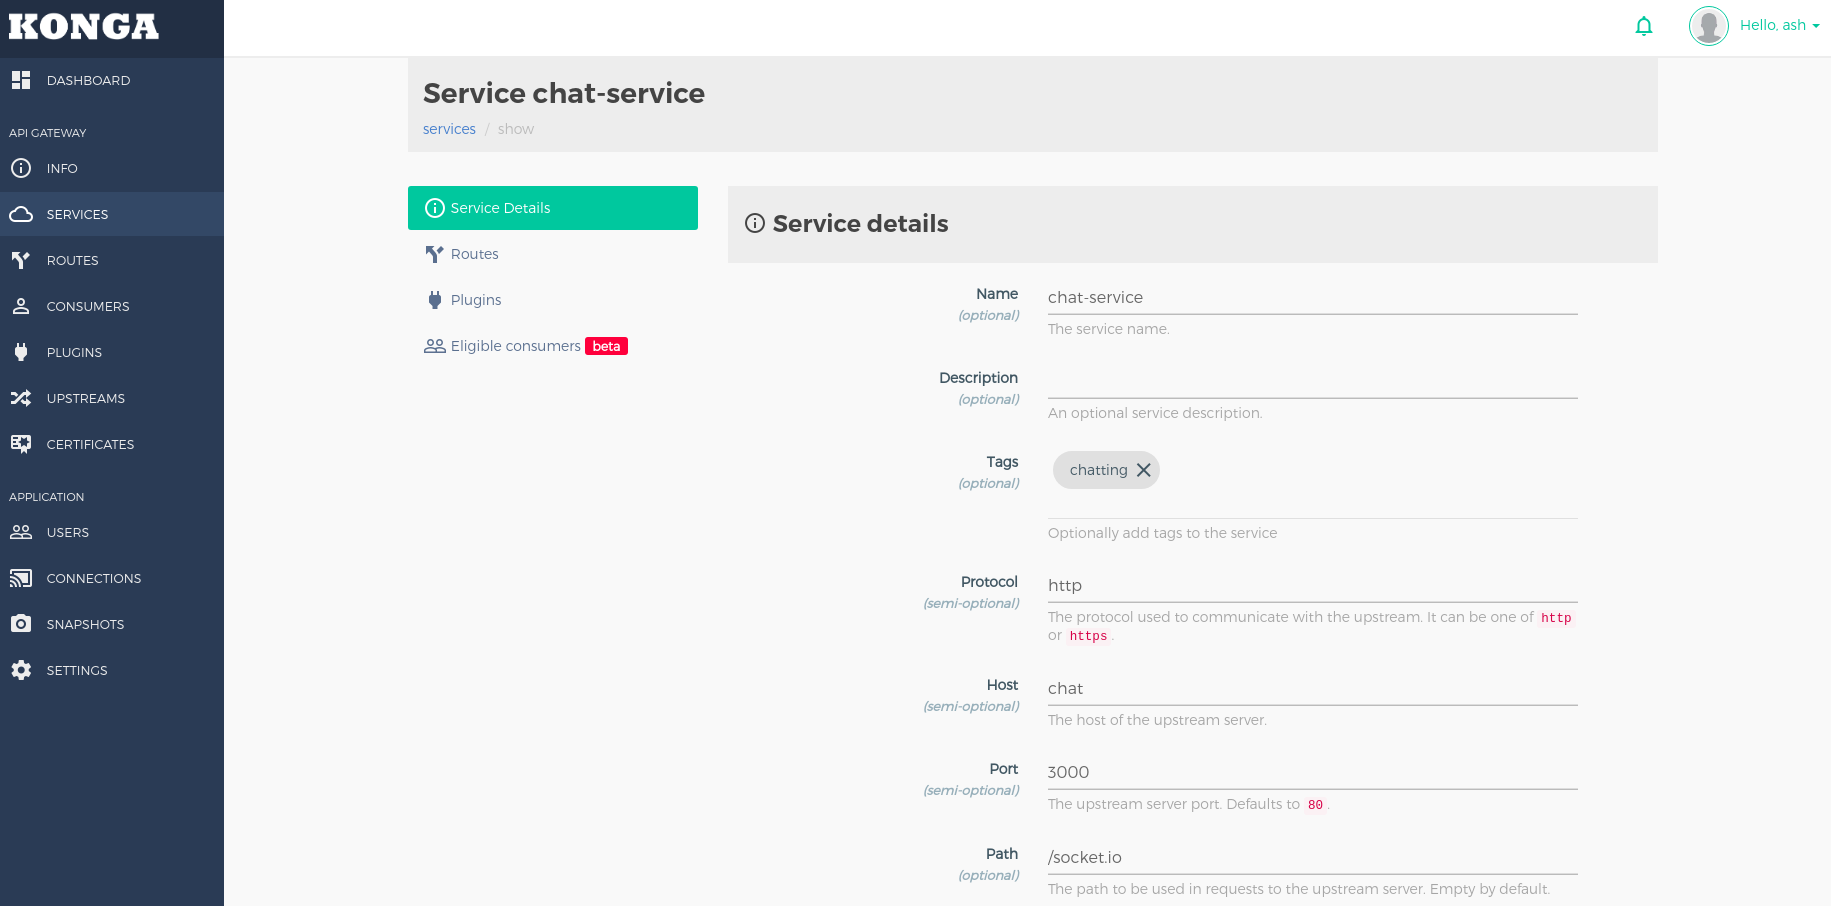 KONGA
Hello, ash
DASHBOARD
API GATEWAY
INFO
SERVICES
ROUTES
CONSUMERS
PLUGINS
UPSTREAMS
CERTIFICATES
APPLICATION
USERS
CONNECTIONS
SNAPSHOTS
SETTINGS
Service chat-service
services / show
Service Details
Routes
Plugins
Eligible consumers beta
Service details
Name
(optional)
chat-service
The service name.
Description
(optional)
An optional service description.
Tags
(optional)
chatting
Optionally add tags to the service
Protocol
(semi-optional)
http
The protocol used to communicate with the upstream. It can be one of http
or https.
Host
(semi-optional)
chat
The host of the upstream server.
Port
(semi-optional)
3000
The upstream server port. Defaults to 80.
Path
(optional)
/socket.io
The path to be used in requests to the upstream server. Empty by default.